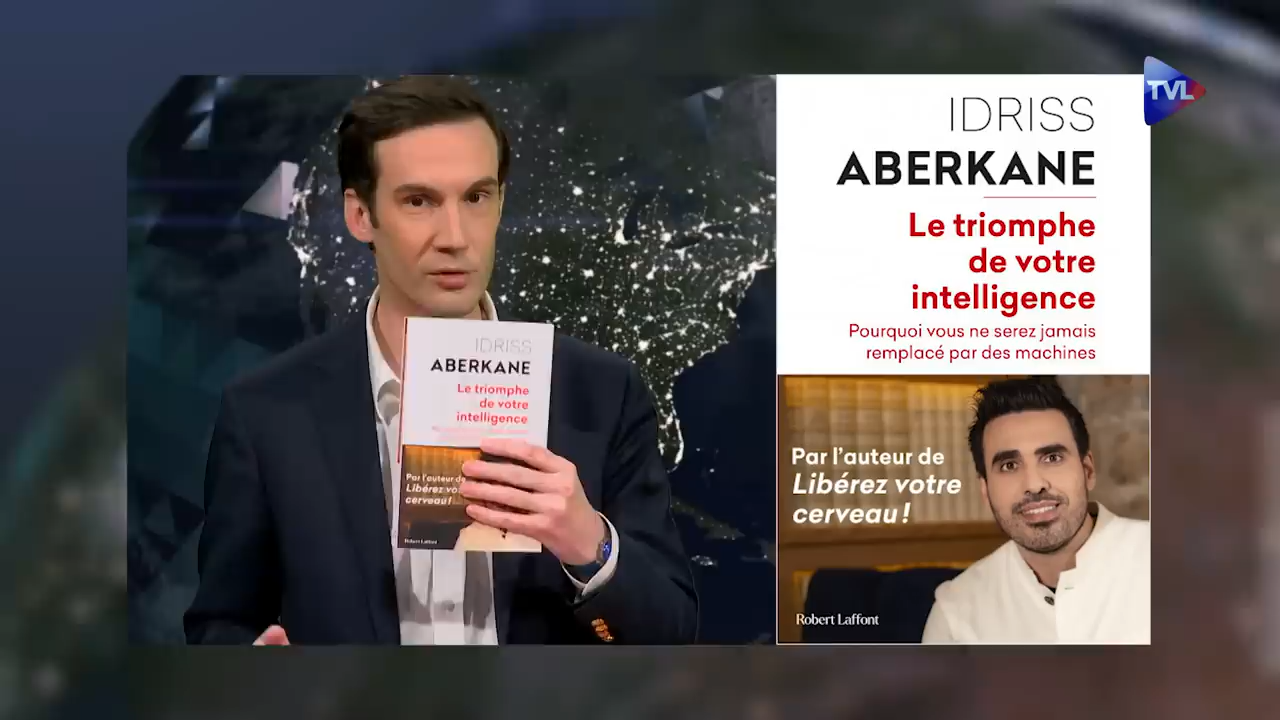 TVL
IDRISS
ABERKANE
Le triomphe
de votre
intelligence
Pourquoi vous ne serez jamais
remplacé par des machines
Par l'auteur de
Libérez votre
cerveau !
Robert Laffont
IDRISS
ABERKANE
Le triomphe
de votre
intelligence
Par l'auteur de
Libérez
cerveau !
Robert Laffont